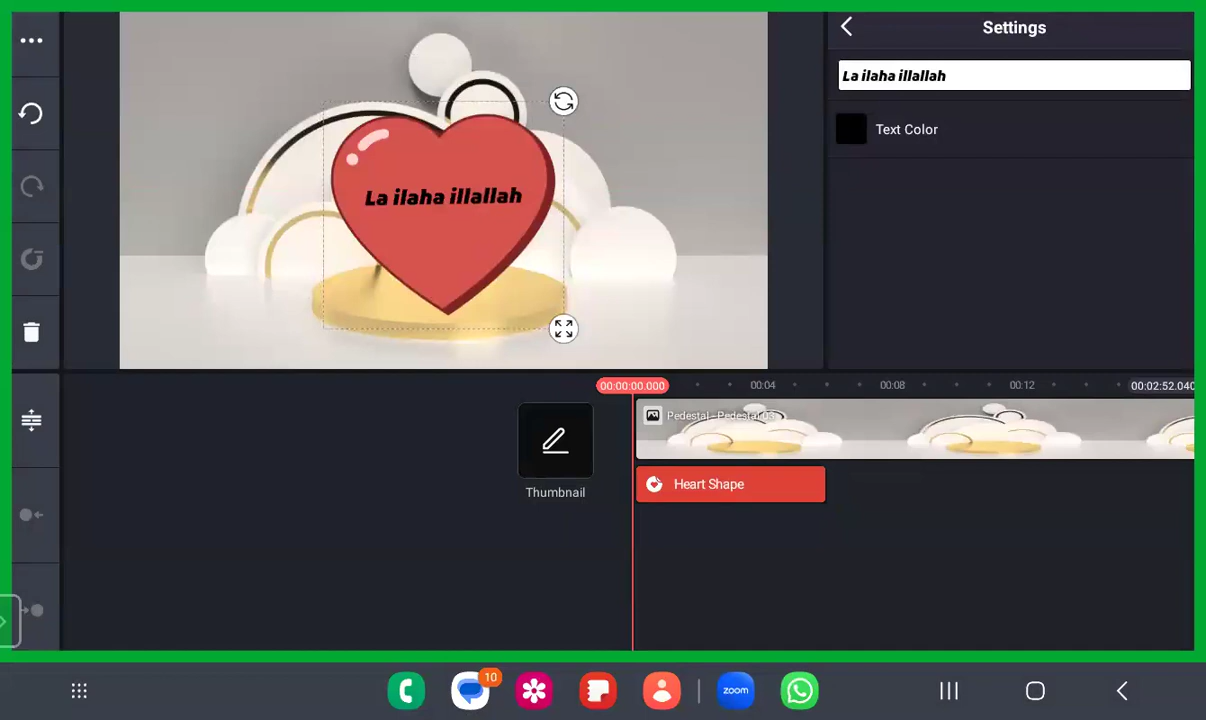 Settings
La ilaha illallah
Text Color
La ilaha illallah
00:00:00.000
00:04
00:08
00:12
00:02:52.040
Pedestal - Pedestal 03
Thumbnail
Heart Shape
10
zoom